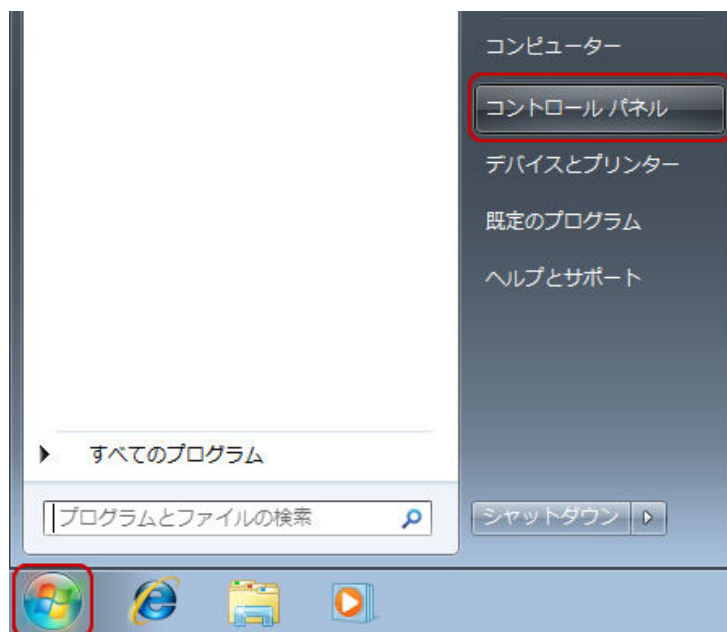 コンピューター
コントロール パネル
デバイスとプリンター
既定のプログラム
ヘルプとサポート
すべてのプログラム
プログラムとファイルの検索
シャットダウン